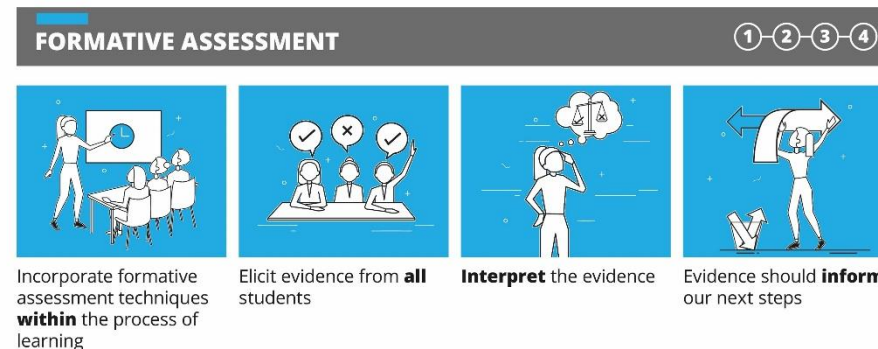 FORMATIVE ASSESSMENT
1 2 3 4
Incorporate formative
assessment techniques
within the process of
learning
Elicit evidence from all
students
Interpret the evidence
Evidence should inform
our next steps